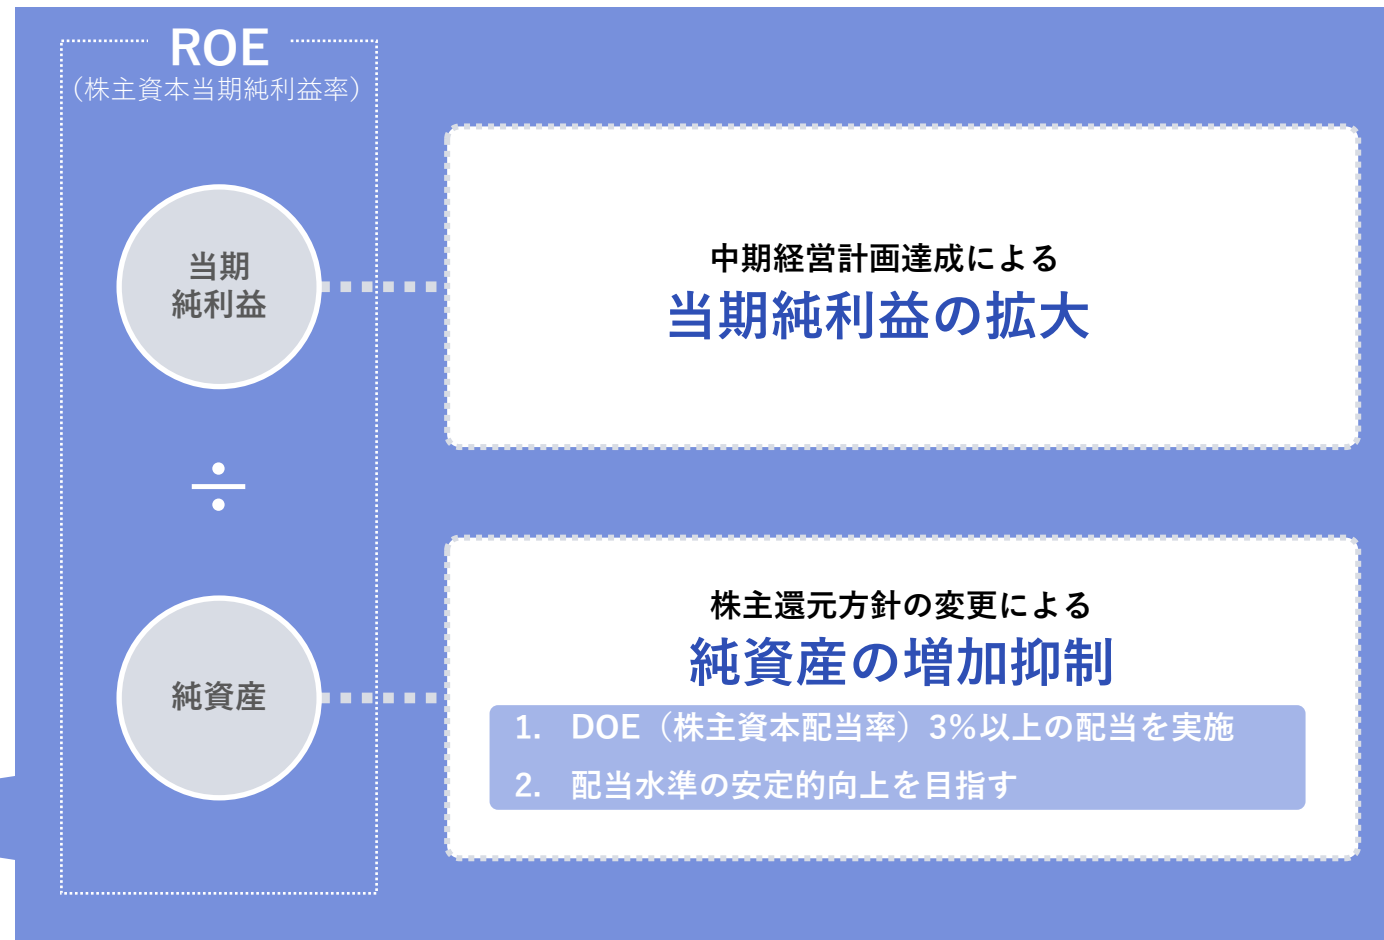 ROE
（株主資本当期純利益率）
当期
純利益
÷
純資産
中期経営計画達成による
当期純利益の拡大
株主還元方針の変更による
純資産の増加抑制
1. DOE（株主資本配当率）3%以上の配当を実施
2. 配当水準の安定的向上を目指す